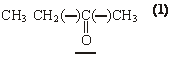 CH3 CH2(—)C(—)CH3 (1)
O